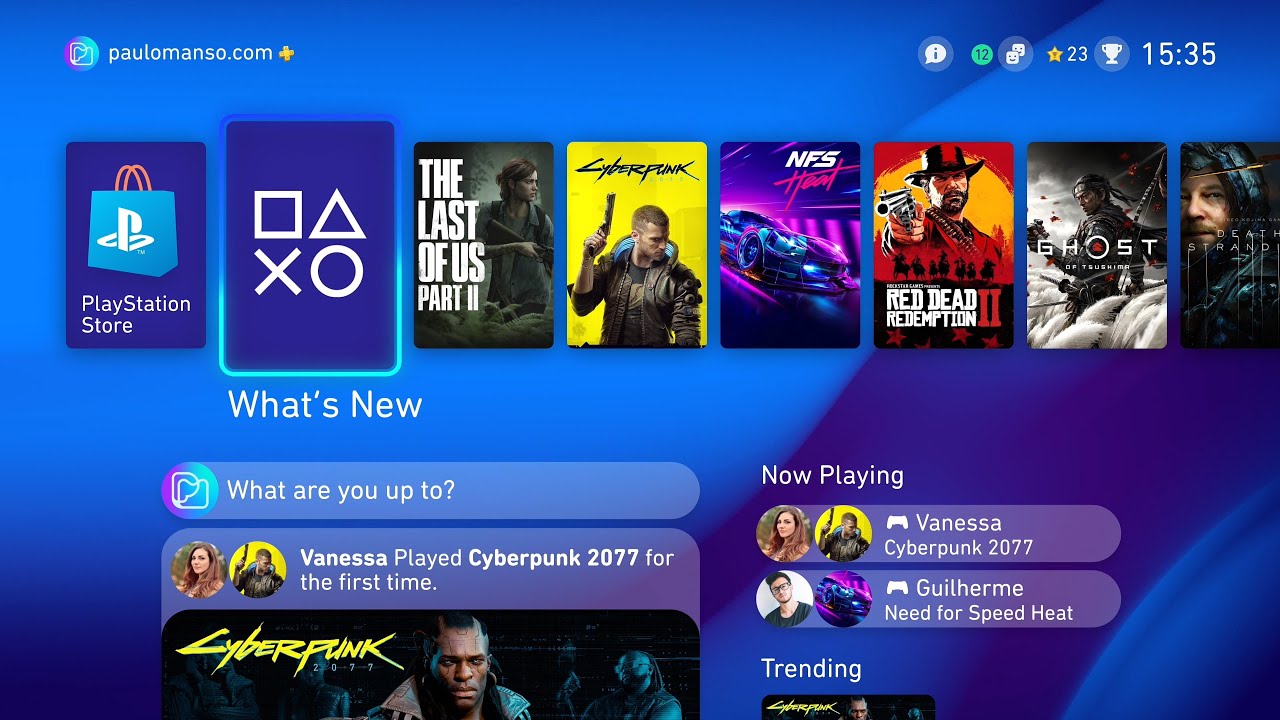 paulomanso.com
12
23
15:35
PlayStation
Store
THE
LAST
OF US
PART II
Cyberpunk
2077
NFS
Heat
ROCKSTAR GAMES PRESENTS
RED DEAD
REDEMPTION II
GHOST
OF TSUSHIMA
DEATH
What's New
What are you up to?
Vanessa Played Cyberpunk 2077 for
the first time.
Cyberpunk
2077
Now Playing
Vanessa
Cyberpunk 2077
Guilherme
Need for Speed Heat
Trending
Cyberpunk